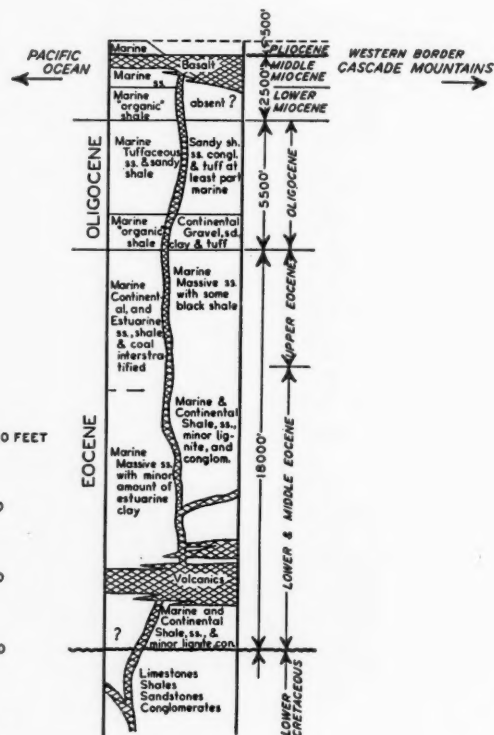 PACIFIC
OCEAN
WESTERN BORDER
CASCADE MOUNTAINS
Marine
Basalt
Marine
ss.
Marine
"organic"
shale
absent ?
Marine
Tuffaceous
ss. & sandy
shale
Sandy sh.
ss. congl.
& tuff at
least part
marine
Marine
"organic"
shale
Continental
Gravel, sd.
clay & tuff
Marine
Continent-
al, and
Estuarine
ss., shale
& coal
interstra-
tified
Marine
Massive ss.
with some
black shale
Marine &
Continental
Shale, ss.,
minor lig-
nite, and
conglom.
Marine
Massive ss.
with minor
amount of
estuarine
clay
Volcanics
?
Marine and
Continental
Shale, ss., &
minor lignite, con.
Limestones
Shales
Sandstones
Conglomerates
OLIGOCENE
EOCENE
500'
2500'
5500'
18000'
PLIOCENE
MIDDLE
MIOCENE
LOWER
MIOCENE
OLIGOCENE
UPPER EOCENE
LOWER & MIDDLE EOCENE
LOWER
CRETACEOUS
0 FEET